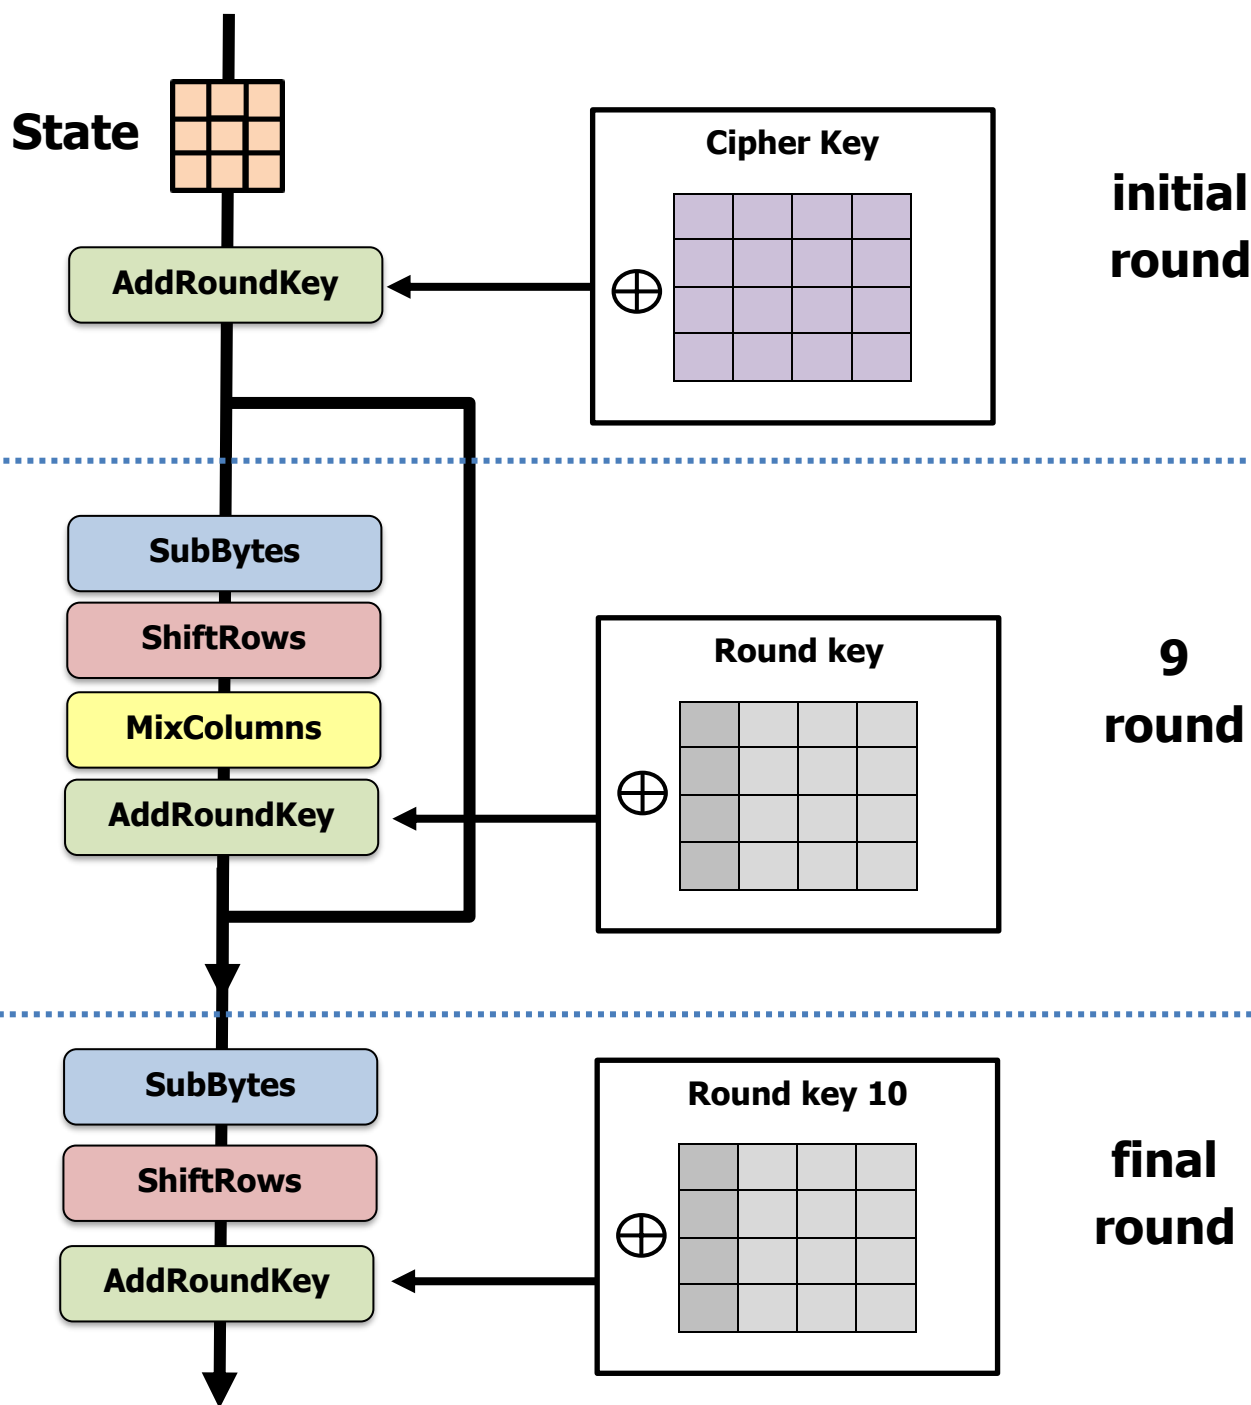 State
Cipher Key
initial
round
AddRoundKey
SubBytes
ShiftRows
MixColumns
AddRoundKey
Round key
9
round
SubBytes
ShiftRows
AddRoundKey
Round key 10
final
round